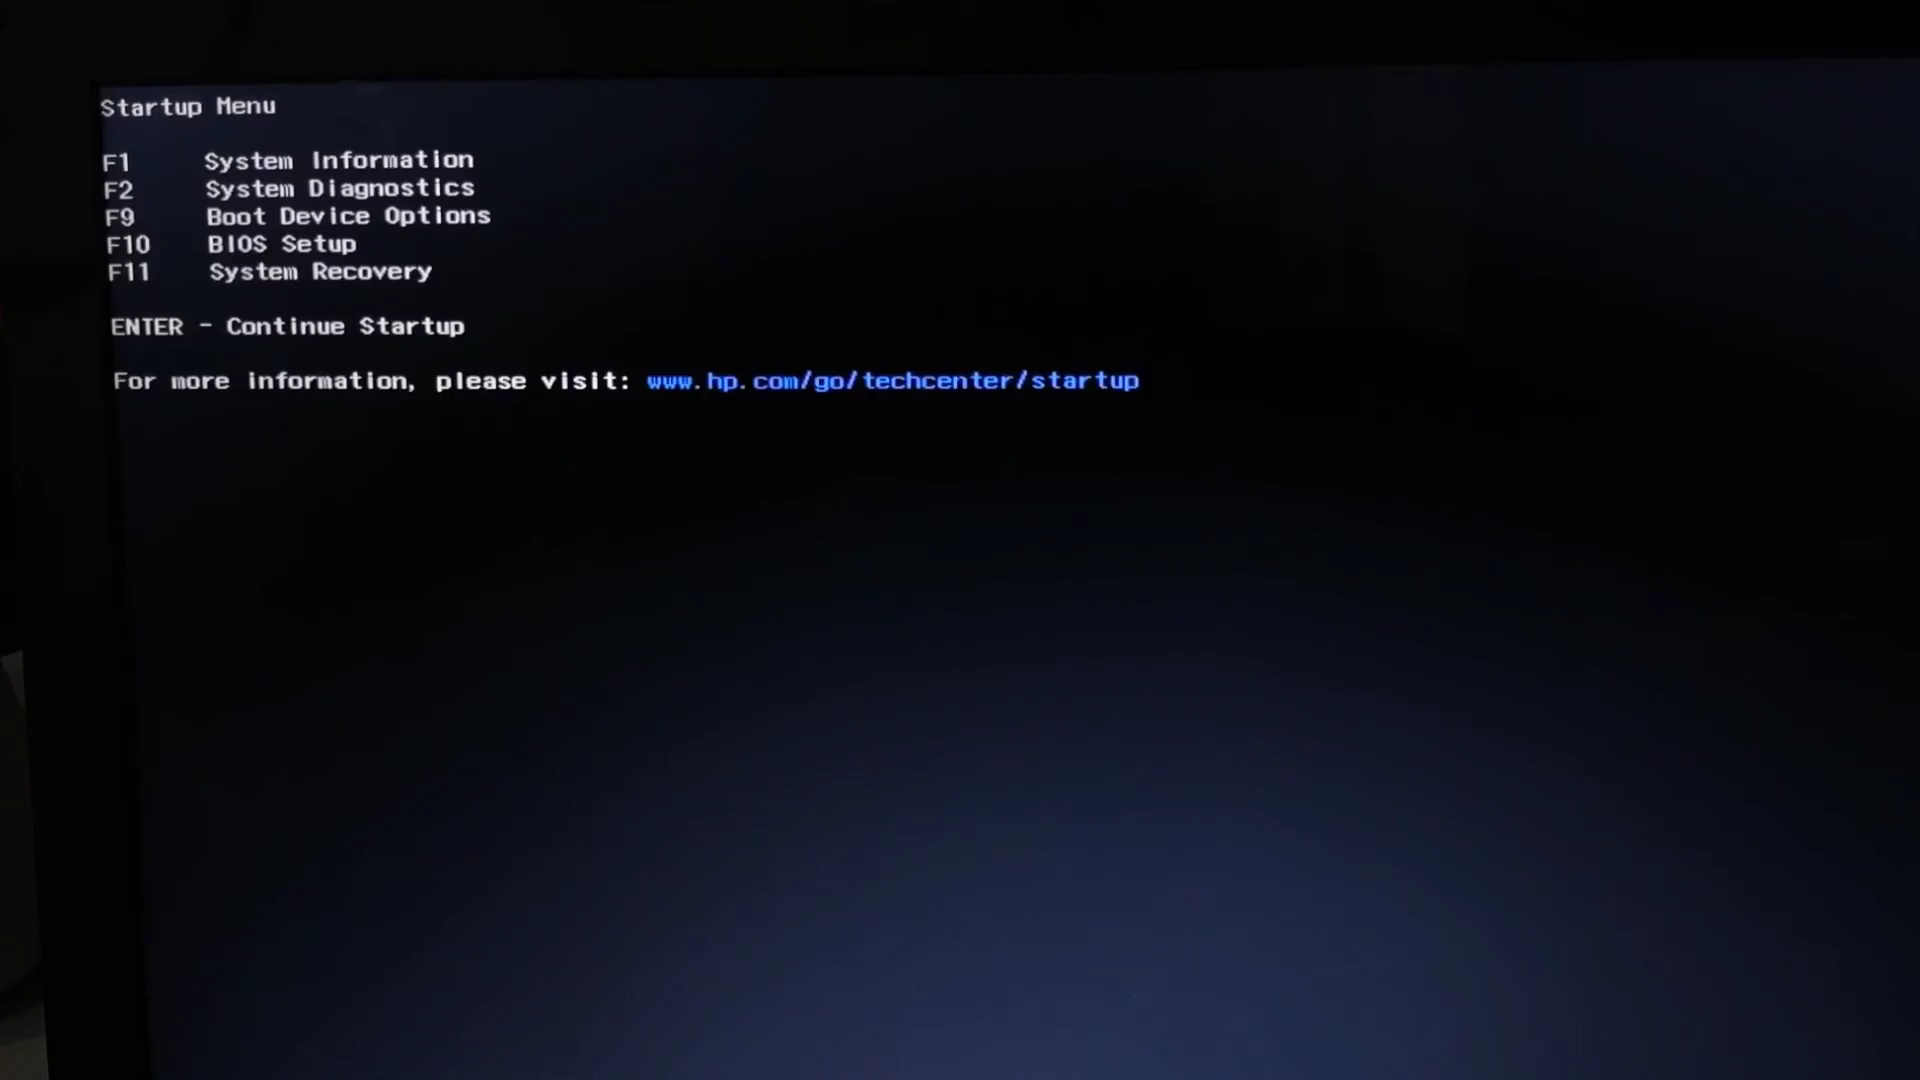 Startup Menu
F1 System Information
F2 System Diagnostics
F9 Boot Device Options
F10 BIOS Setup
F11 System Recovery
ENTER - Continue Startup
For more information, please visit: www.hp.com/go/techcenter/startup